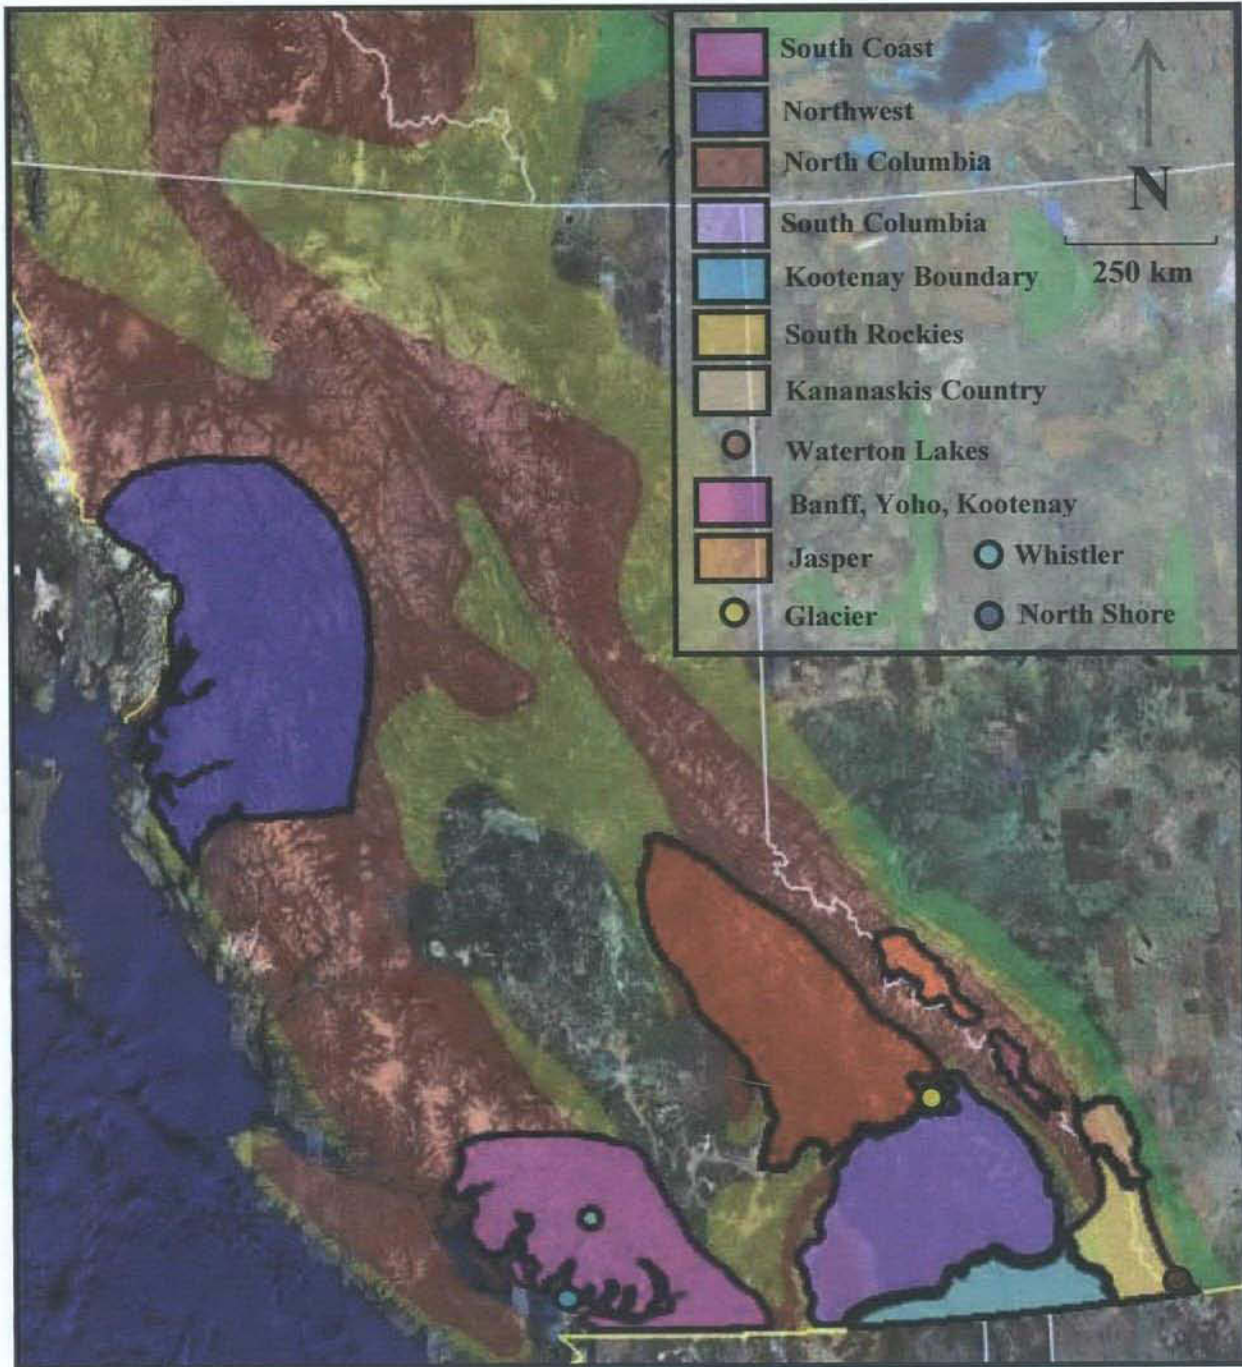 South Coast
Northwest
North Columbia
South Columbia
Kootenay Boundary
South Rockies
Kananaskis Country
Waterton Lakes
Banff, Yoho, Kootenay
Jasper
Whistler
Glacier
North Shore
N
250 km